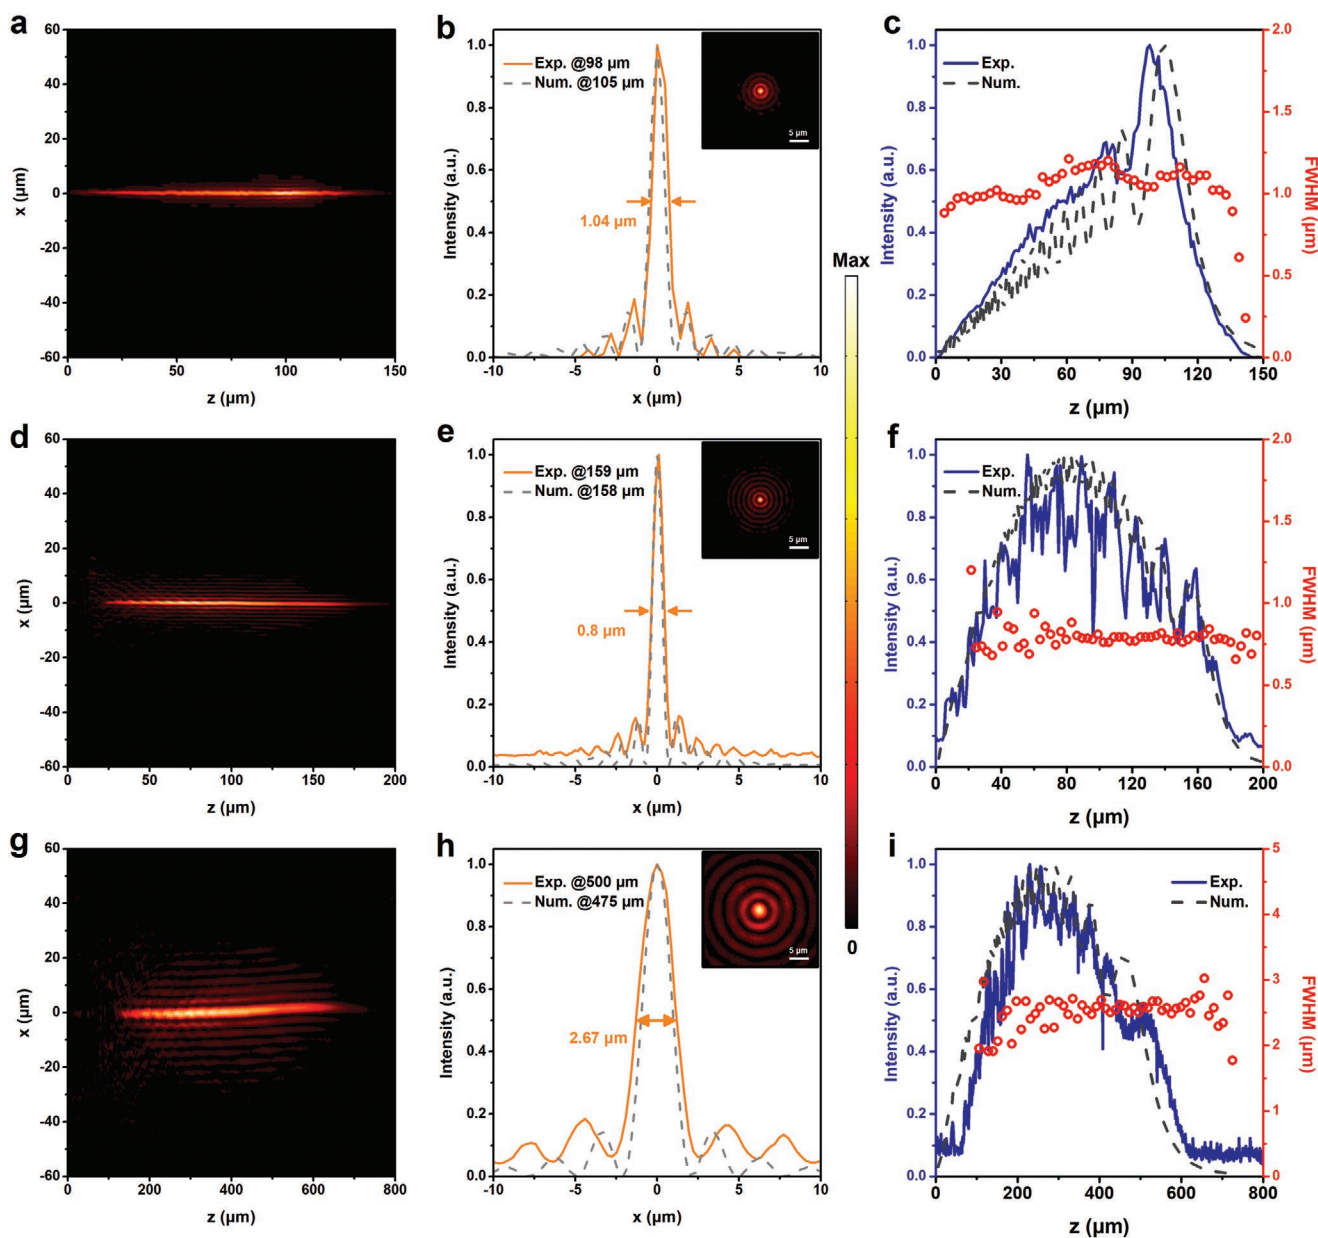 a
60
40
20
0
-20
-40
-60
x (µm)
0 50 100 150
z (µm)
b
1.0
0.8
0.6
0.4
0.2
0.0
Intensity (a.u.)
Exp. @98 µm
Num. @105 µm
5 µm
1.04 µm
-10 -5 0 5 10
x (µm)
c
1.0
0.8
0.6
0.4
0.2
0.0
Intensity (a.u.)
Exp.
Num.
2.0
1.5
1.0
0.5
0.0
FWHM (µm)
0 30 60 90 120 150
z (µm)
Max
0
d
60
40
20
0
-20
-40
-60
x (µm)
0 50 100 150 200
z (µm)
e
1.0
0.8
0.6
0.4
0.2
0.0
Intensity (a.u.)
Exp. @159 µm
Num. @158 µm
5 µm
0.8 µm
-10 -5 0 5 10
x (µm)
f
1.0
0.8
0.6
0.4
0.2
0.0
Intensity (a.u.)
Exp.
Num.
2.0
1.5
1.0
0.5
0.0
FWHM (µm)
0 40 80 120 160 200
z (µm)
g
60
40
20
0
-20
-40
-60
x (µm)
0 200 400 600 800
z (µm)
h
1.0
0.8
0.6
0.4
0.2
0.0
Intensity (a.u.)
Exp. @500 µm
Num. @475 µm
5 µm
2.67 µm
-10 -5 0 5 10
x (µm)
i
1.0
0.8
0.6
0.4
0.2
0.0
Intensity (a.u.)
Exp.
Num.
5
4
3
2
1
0
FWHM (µm)
0 200 400 600 800
z (µm)